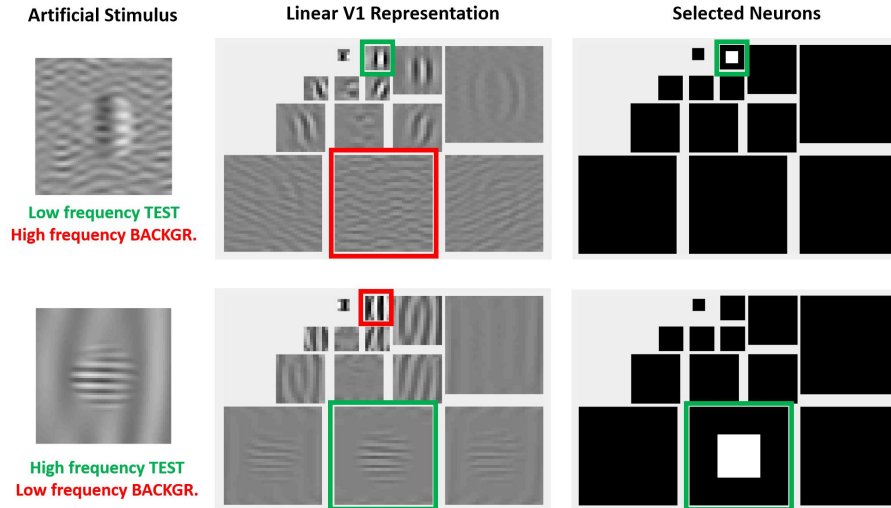 Artificial Stimulus
Linear V1 Representation
Selected Neurons
Low frequency TEST
High frequency BACKGR.
High frequency TEST
Low frequency BACKGR.